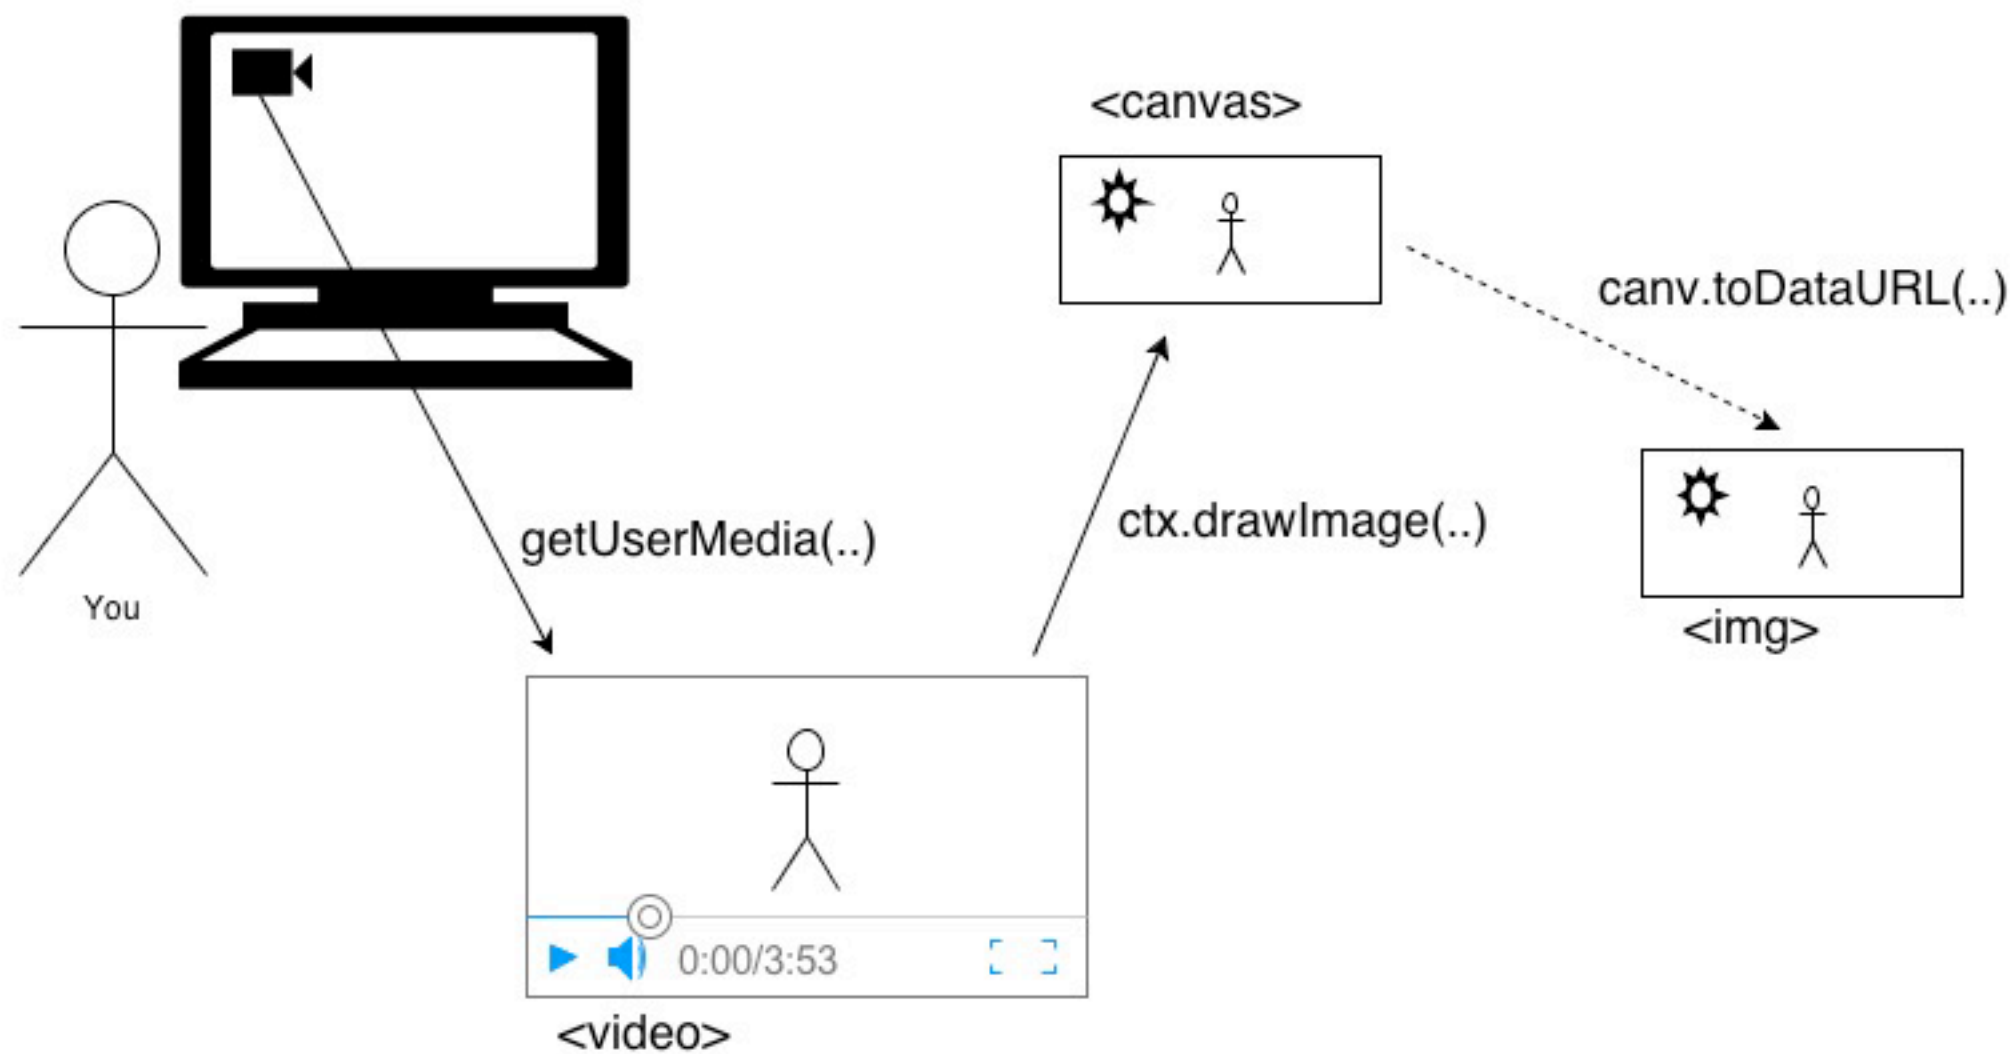 <canvas>
canv.toDataURL(..)
getUserMedia(..)
ctx.drawImage(..)
You
<img>
0:00/3:53
<video>